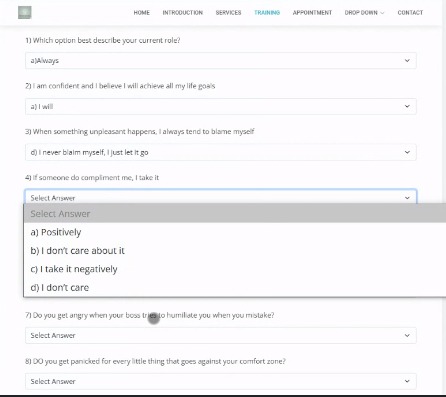 HOME INTRODUCTION SERVICES TRAINING APPOINTMENT DROP DOWN CONTACT
1) Which option best describe your current role?
a)Always
2) I am confident and I believe I will achieve all my life goals
a) I will
3) When something unpleasant happens, I always tend to blame myself
d) I never blaim myself, I just let it go
4) If someone do compliment me, I take it
Select Answer
Select Answer
a) Positively
b) I don't care about it
c) I take it negatively
d) I don't care
7) Do you get angry when your boss tries to humiliate you when you mistake?
Select Answer
8) DO you get panicked for every little thing that goes against your comfort zone?
Select Answer